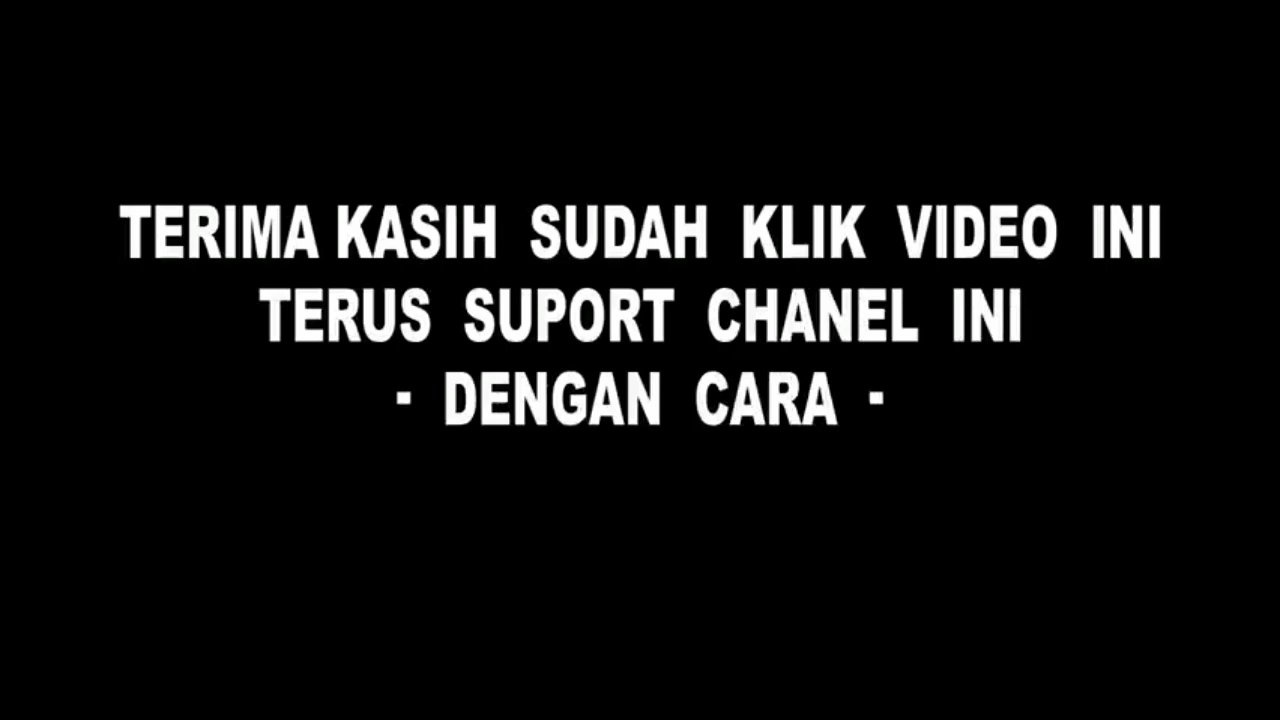 TERIMA KASIH SUDAH KLIK VIDEO INI
TERUS SUPORT CHANEL INI
- DENGAN CARA -